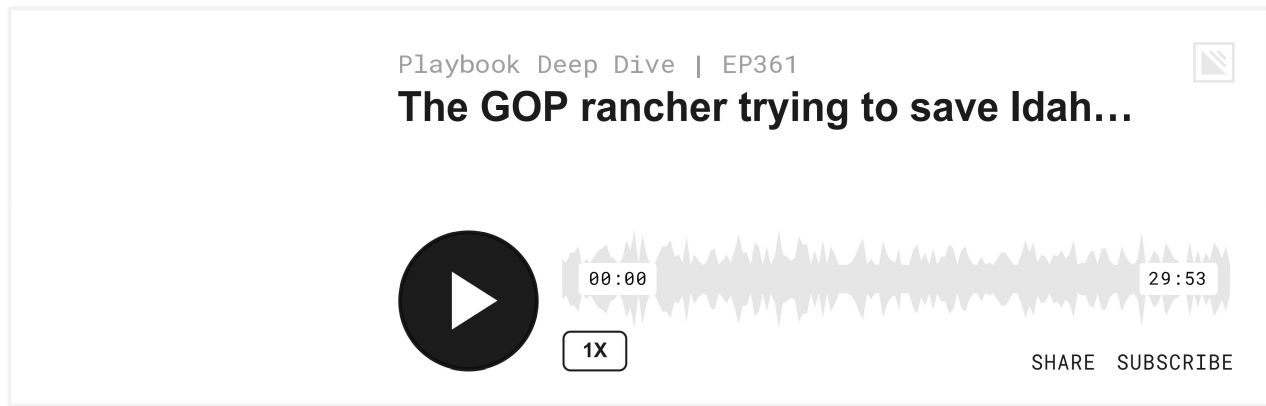 Playbook Deep Dive | EP361
The GOP rancher trying to save Idah...
00:00
29:53
1X
SHARE SUBSCRIBE